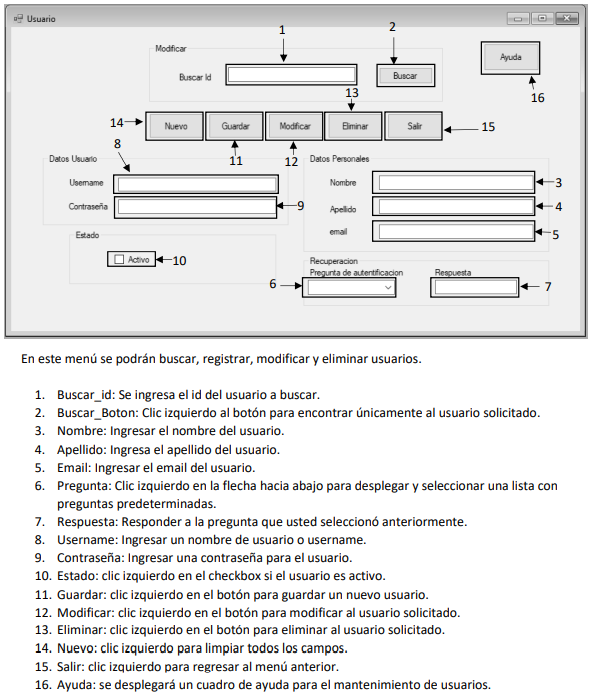 Usuario
1
2
Modificar
Buscar Id
Buscar
Ayuda
13
16
14
Nuevo
Guardar
Modificar
Eliminar
Salir
15
8
11
12
Datos Usuario
Datos Personales
Username
Nombre
3
Contraseña
9
Apellido
4
Estado
email
5
Activo
10
Recuperacion
Pregunta de autentificacion
Respuesta
6
7
En este menú se podrán buscar, registrar, modificar y eliminar usuarios.
1. Buscar_id: Se ingresa el id del usuario a buscar.
2. Buscar_Boton: Clic izquierdo al botón para encontrar únicamente al usuario solicitado.
3. Nombre: Ingresar el nombre del usuario.
4. Apellido: Ingresa el apellido del usuario.
5. Email: Ingresar el email del usuario.
6. Pregunta: Clic izquierdo en la flecha hacia abajo para desplegar y seleccionar una lista con
preguntas predeterminadas.
7. Respuesta: Responder a la pregunta que usted seleccionó anteriormente.
8. Username: Ingresar un nombre de usuario o username.
9. Contraseña: Ingresar una contraseña para el usuario.
10. Estado: clic izquierdo en el checkbox si el usuario es activo.
11. Guardar: clic izquierdo en el botón para guardar un nuevo usuario.
12. Modificar: clic izquierdo en el botón para modificar al usuario solicitado.
13. Eliminar: clic izquierdo en el botón para eliminar al usuario solicitado.
14. Nuevo: clic izquierdo para limpiar todos los campos.
15. Salir: clic izquierdo para regresar al menú anterior.
16. Ayuda: se desplegará un cuadro de ayuda para el mantenimiento de usuarios.